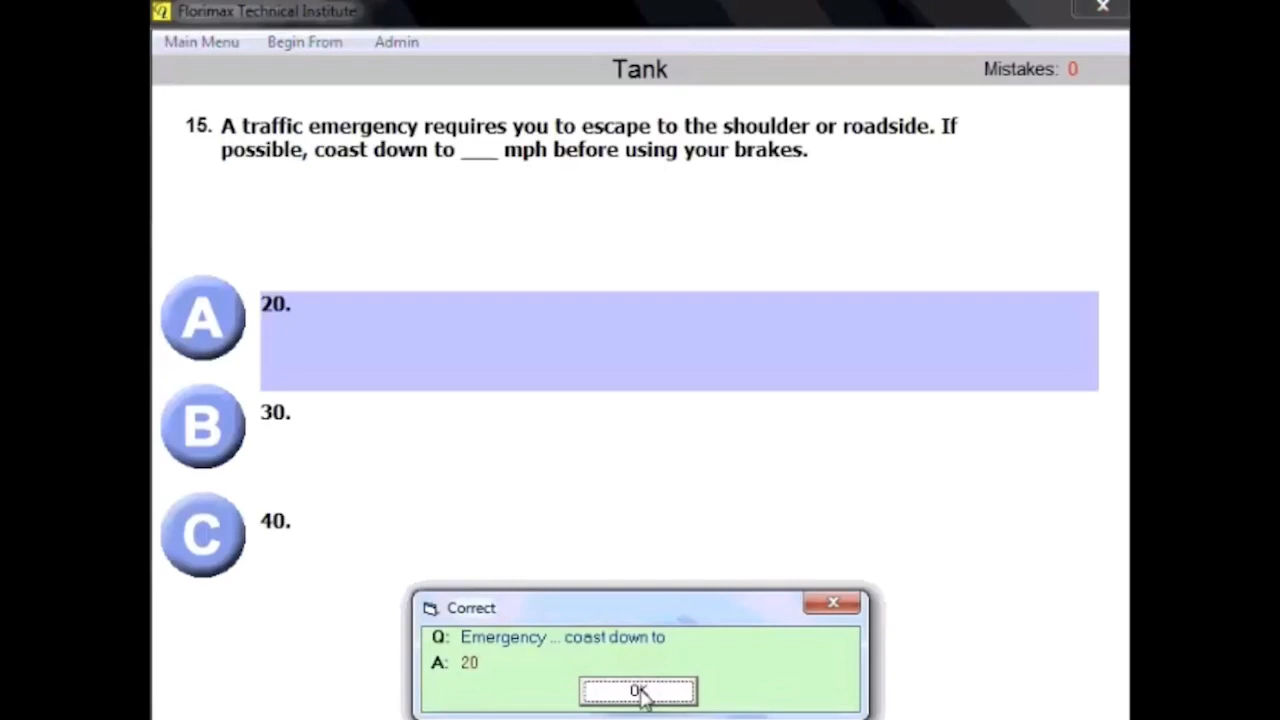 Florimax Technical Institute
Main Menu Begin From Admin
Tank Mistakes: 0
15. A traffic emergency requires you to escape to the shoulder or roadside. If
possible, coast down to ___ mph before using your brakes.
A 20.
B 30.
C 40.
Correct
Q: Emergency ... coast down to
A: 20
OK